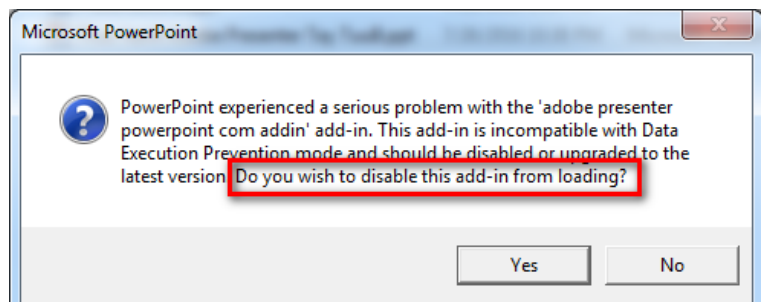 Microsoft PowerPoint
PowerPoint experienced a serious problem with the 'adobe presenter
powerpoint com addin' add-in. This add-in is incompatible with Data
Execution Prevention mode and should be disabled or upgraded to the
latest version. Do you wish to disable this add-in from loading?
Yes
No